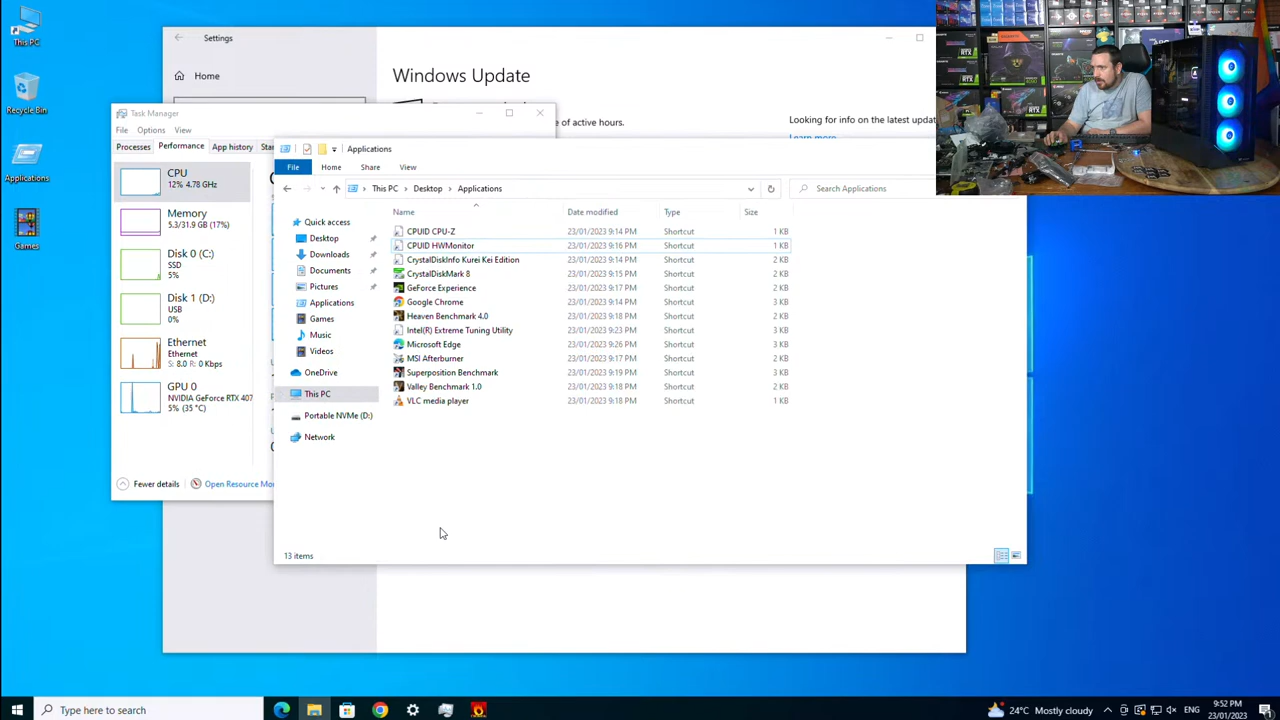 This PC
Recycle Bin
Applications
Games
Settings
Home
Windows Update
of active hours.
Looking for info on the latest updat
Learn more
Task Manager
File Options Views
Processes Performance App history Sta
CPU
12% 4.78 GHz
Memory
5.3/31.9 GB (17%)
Disk 0 (C:)
SSD
5%
Disk 1 (D:)
USB
0%
Ethernet
Ethernet
S: 8.0 R: 0 Kbps
GPU 0
NVIDIA GeForce RTX 407
5% (35 °C)
Fewer details Open Resource Mo
Applications
File Home Share View
This PC Desktop Applications Search Applications
Quick access
Desktop
Downloads
Documents
Pictures
Applications
Games
Music
Videos
OneDrive
This PC
Portable NVMe (D:)
Network
Name Date modified Type Size
CPUID CPU-Z 23/01/2023 9:14 PM Shortcut 1 KB
CPUID HWMonitor 23/01/2023 9:16 PM Shortcut 1 KB
CrystalDiskInfo Kurei Kei Edition 23/01/2023 9:14 PM Shortcut 2 KB
CrystalDiskMark 8 23/01/2023 9:15 PM Shortcut 2 KB
GeForce Experience 23/01/2023 9:17 PM Shortcut 2 KB
Google Chrome 23/01/2023 9:14 PM Shortcut 3 KB
Heaven Benchmark 4.0 23/01/2023 9:18 PM Shortcut 2 KB
Intel(R) Extreme Tuning Utility 23/01/2023 9:23 PM Shortcut 3 KB
Microsoft Edge 23/01/2023 9:26 PM Shortcut 3 KB
MSI Afterburner 23/01/2023 9:17 PM Shortcut 2 KB
Superposition Benchmark 23/01/2023 9:19 PM Shortcut 3 KB
Valley Benchmark 1.0 23/01/2023 9:18 PM Shortcut 2 KB
VLC media player 23/01/2023 9:18 PM Shortcut 1 KB
13 items
Type here to search
24°C Mostly cloudy
ENG
9:52 PM
23/01/2023